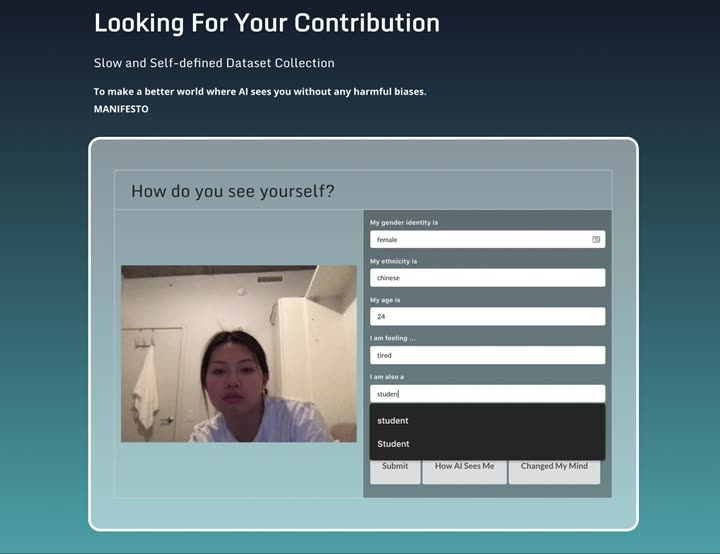 Looking For Your Contribution
Slow and Self-defined Dataset Collection
To make a better world where AI sees you without any harmful biases.
MANIFESTO
How do you see yourself?
My gender identity is
female
My ethnicity is
chinese
My age is
24
I am feeling ...
tired
I am also a
studen
student
Student
Submit
How AI Sees Me
Changed My Mind